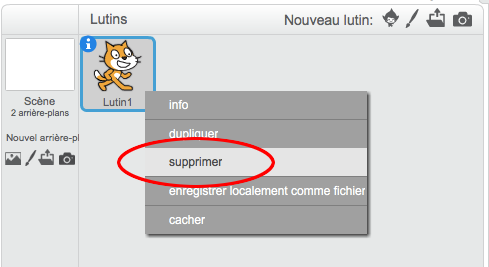 Lutins
Nouveau lutin:
Scène
2 arrière-plans
Nouvel arrière-pl
Lutin1
info
dupliquer
supprimer
enregistrer localement comme fichier
cacher